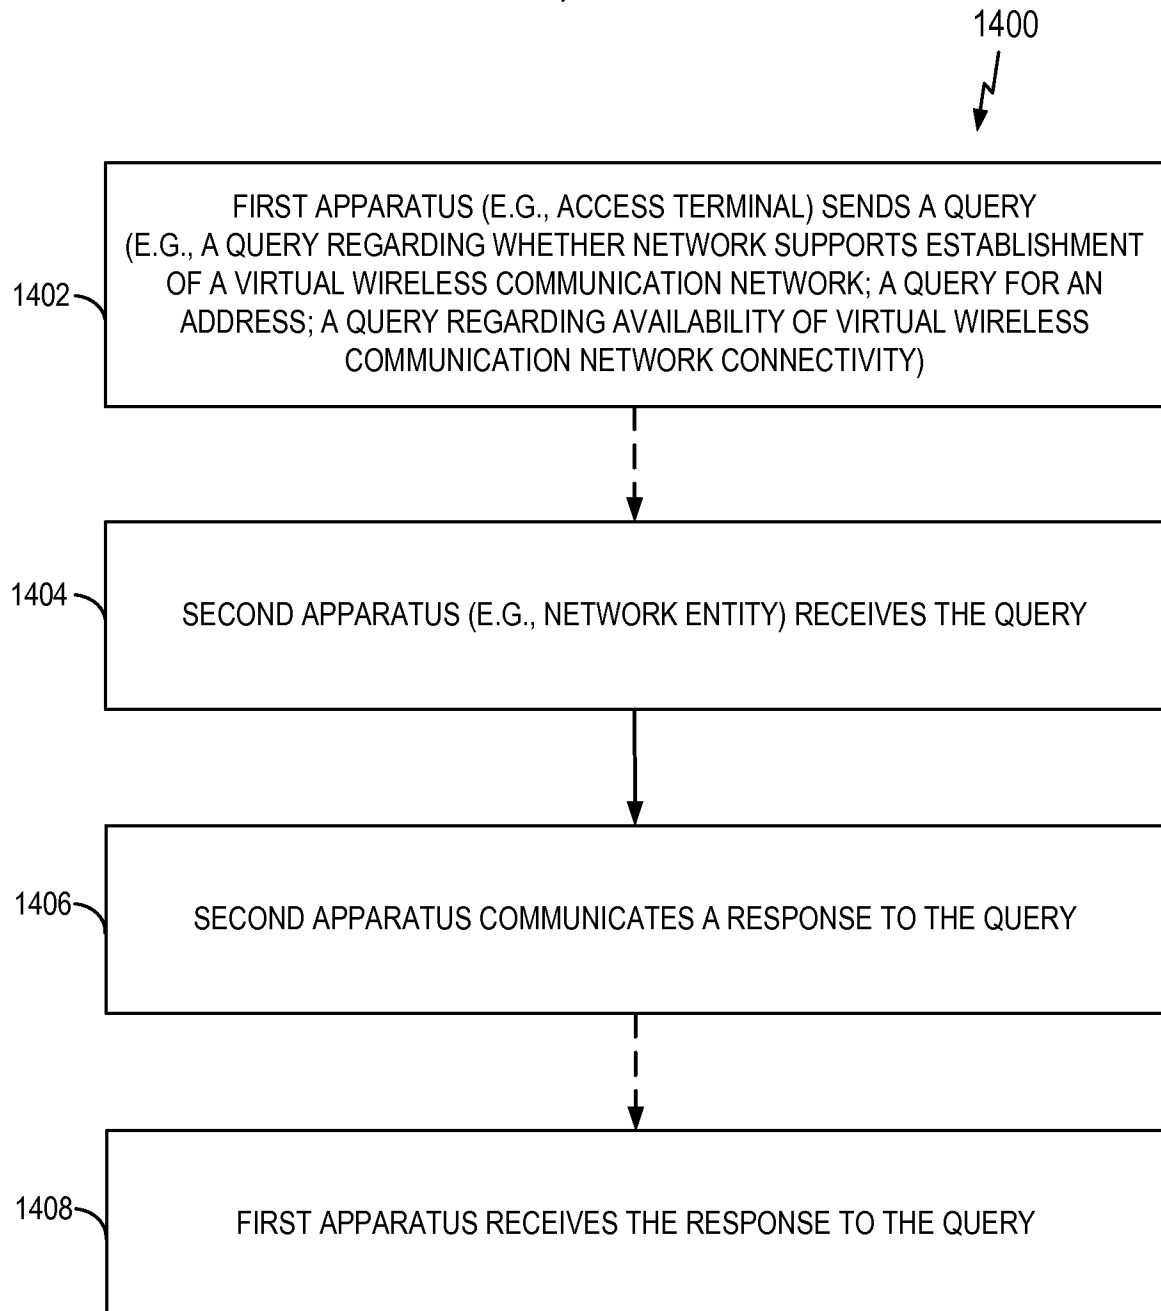 1400
FIRST APPARATUS (E.G., ACCESS TERMINAL) SENDS A QUERY
(E.G., A QUERY REGARDING WHETHER NETWORK SUPPORTS ESTABLISHMENT
OF A VIRTUAL WIRELESS COMMUNICATION NETWORK; A QUERY FOR AN
ADDRESS; A QUERY REGARDING AVAILABILITY OF VIRTUAL WIRELESS
COMMUNICATION NETWORK CONNECTIVITY)
1402
1404
SECOND APPARATUS (E.G., NETWORK ENTITY) RECEIVES THE QUERY
1406
SECOND APPARATUS COMMUNICATES A RESPONSE TO THE QUERY
1408
FIRST APPARATUS RECEIVES THE RESPONSE TO THE QUERY